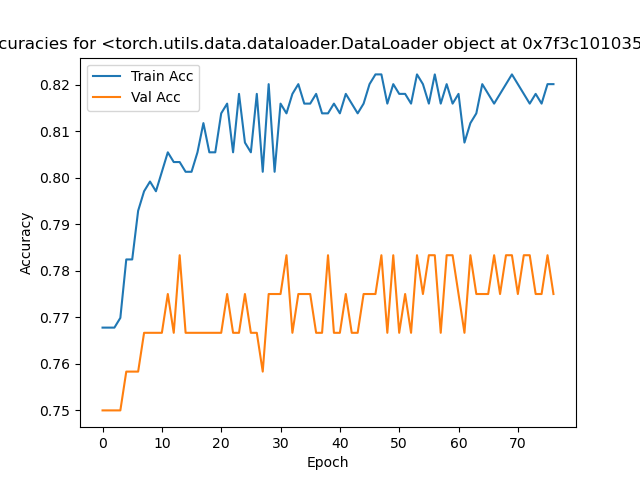 curacies for <torch.utils.data.dataloader.DataLoader object at 0x7f3c101035
Train Acc
Val Acc
0.82
0.81
0.80
0.79
0.78
0.77
0.76
0.75
Accuracy
0 10 20 30 40 50 60 70
Epoch